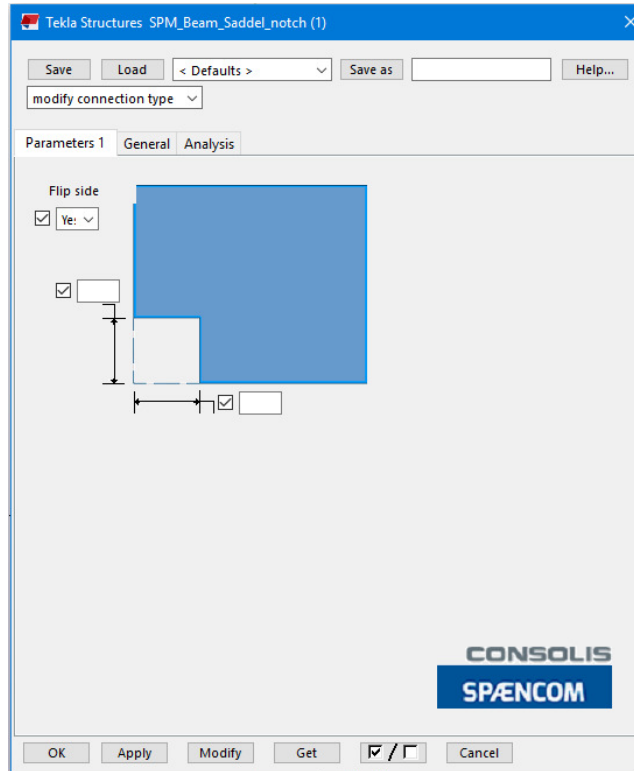 Tekla Structures SPM_Beam_Saddel_notch (1)
Save Load < Defaults > Save as Help...
modify connection type
Parameters 1 General Analysis
Flip side
Yes
CONSOLIS
SPÆNCOM
OK Apply Modify Get / Cancel